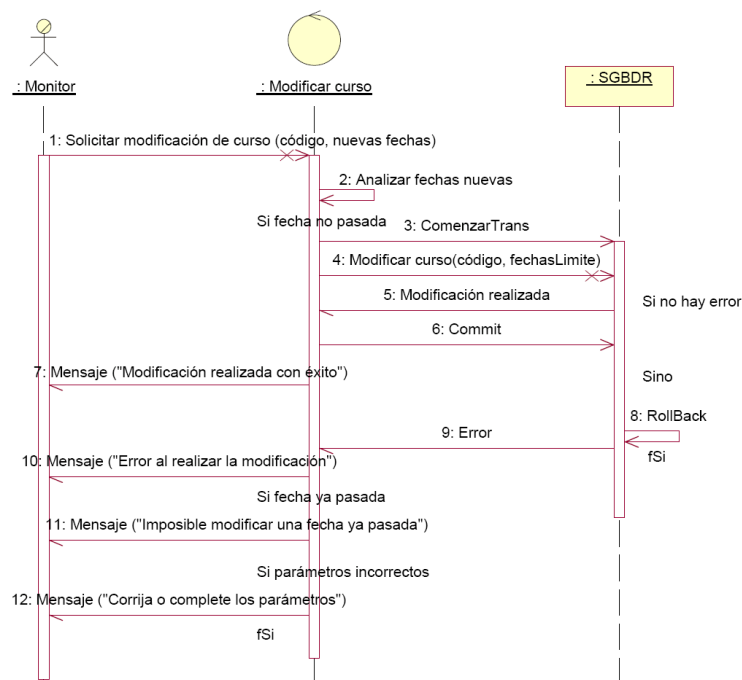 : Monitor
: Modificar curso
: SGBDR
1: Solicitar modificación de curso (código, nuevas fechas)
2: Analizar fechas nuevas
Si fecha no pasada
3: ComenzarTrans
4: Modificar curso(código, fechasLimite)
5: Modificación realizada
Si no hay error
6: Commit
7: Mensaje ("Modificación realizada con éxito")
Sino
8: RollBack
9: Error
fSi
10: Mensaje ("Error al realizar la modificación")
Si fecha ya pasada
11: Mensaje ("Imposible modificar una fecha ya pasada")
Si parámetros incorrectos
12: Mensaje ("Corrija o complete los parámetros")
fSi